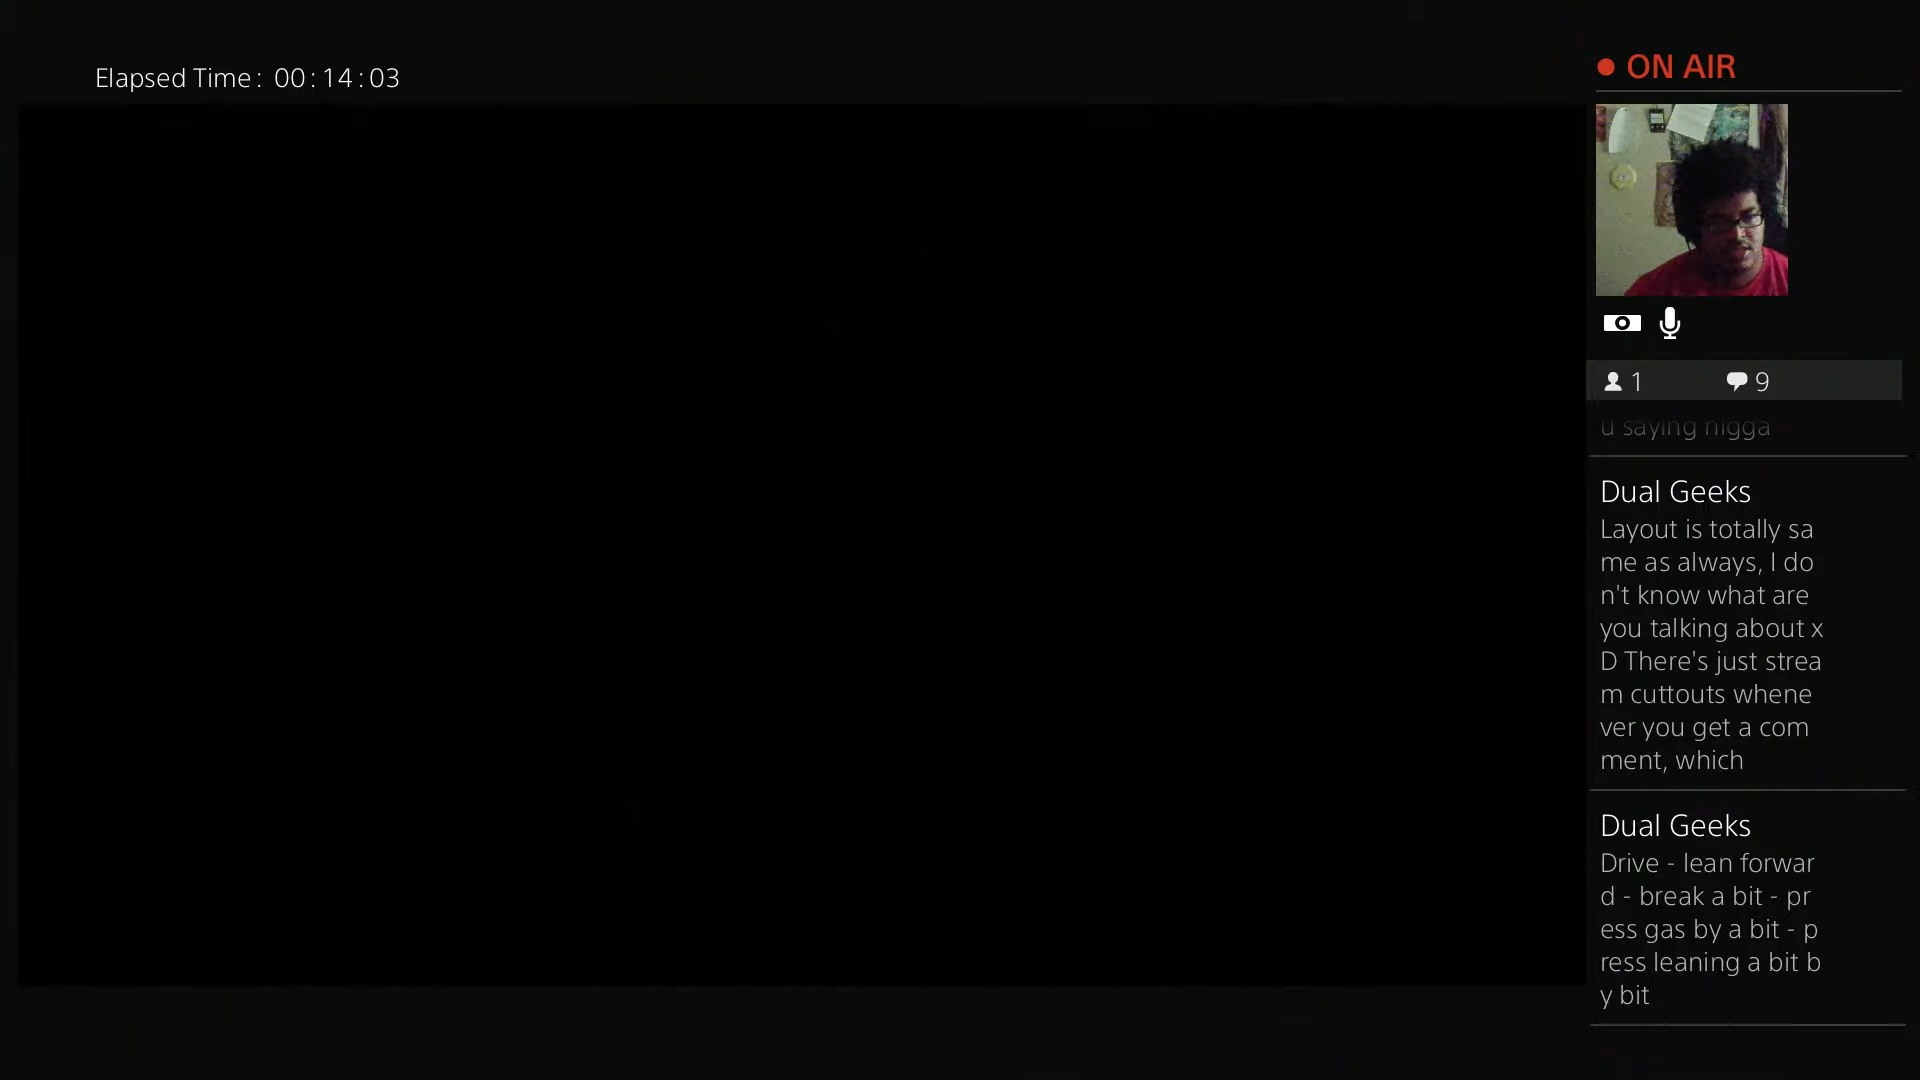 Elapsed Time: 00:14:03
ON AIR
1 9
u saying nigga
Dual Geeks
Layout is totally sa
me as always, I do
n't know what are
you talking about x
D There's just strea
m cuttouts whene
ver you get a com
ment, which
Dual Geeks
Drive - lean forwar
d - break a bit - pr
ess gas by a bit - p
ress leaning a bit b
y bit